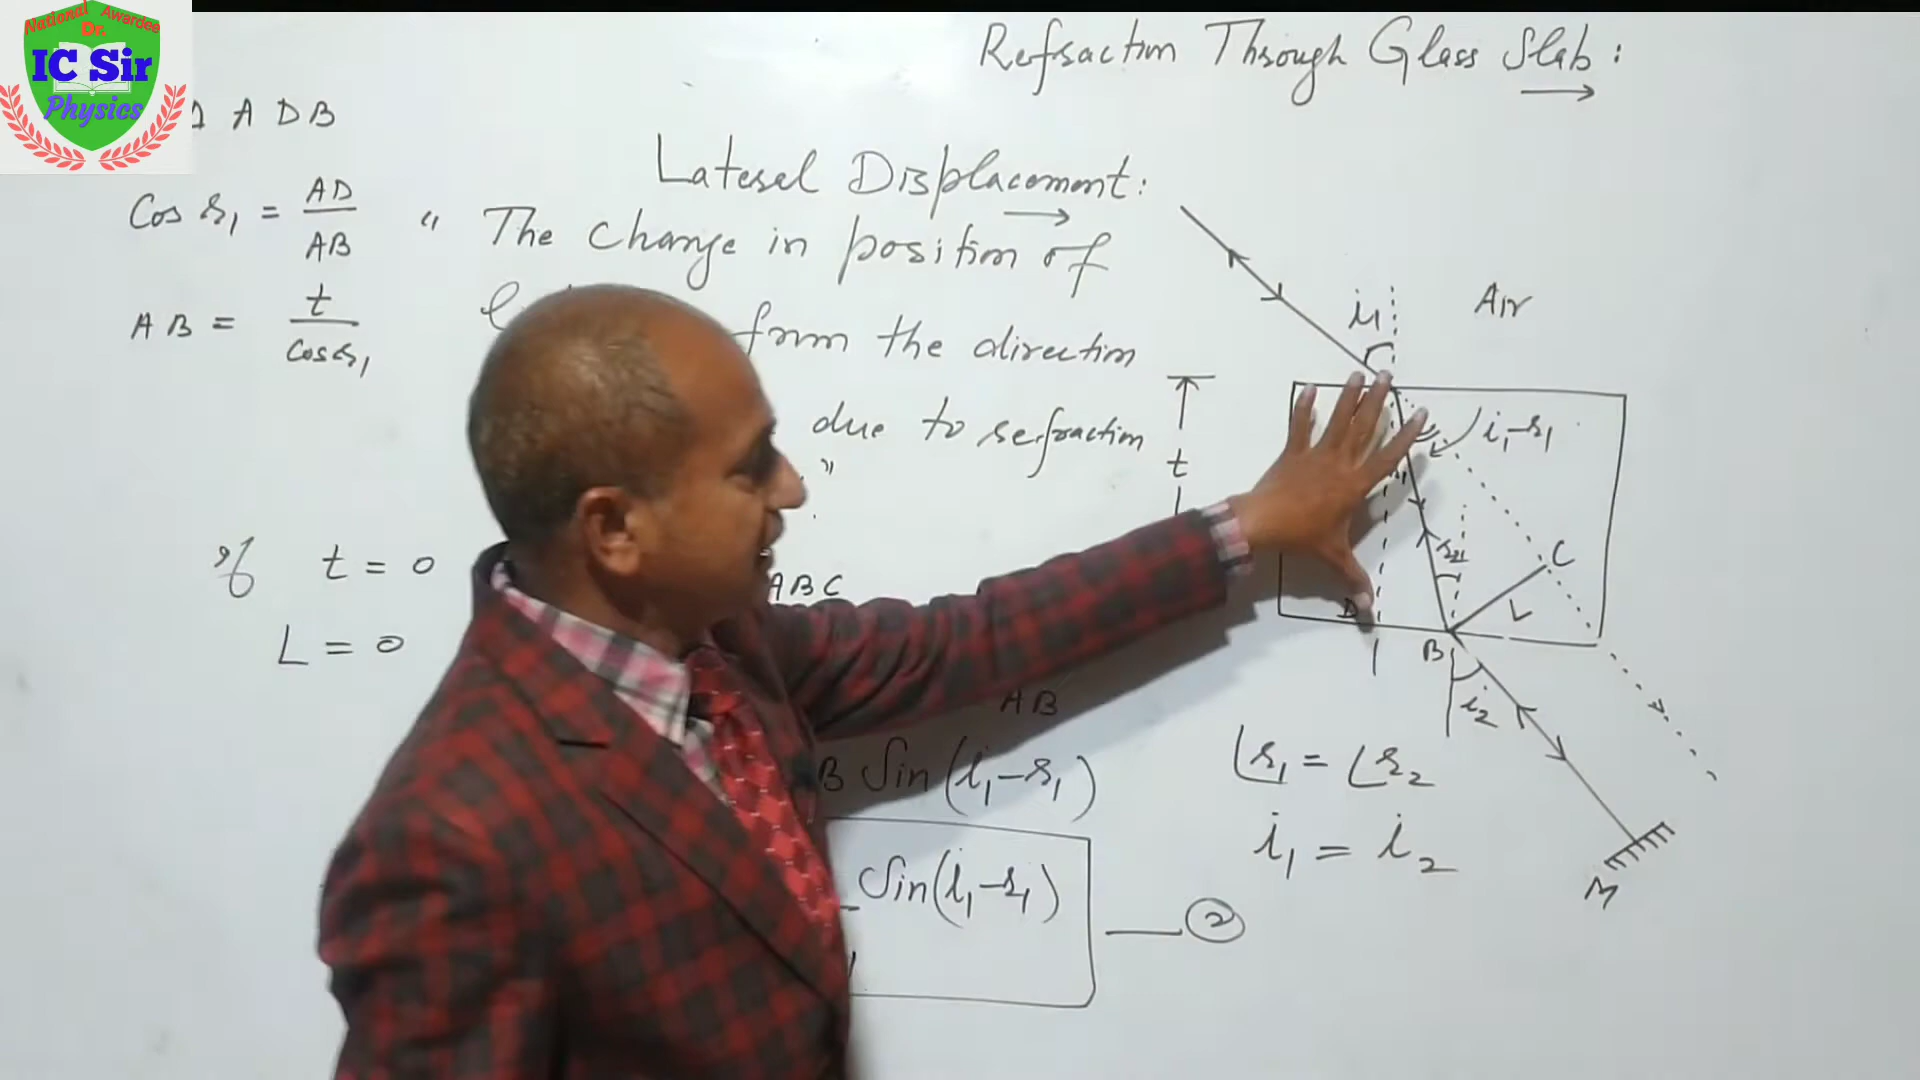 National Awardee
Dr.
IC Sir
Physics
Refraction Through Glass Slab:
Δ A D B
Lateral Displacement:
Cos r₁ = AD / AB
" The change in position of
AB = t / Cos r₁
from the direction
due to refraction
"
If t = 0
L = 0
ABC
AB
B Sin (i₁-r₁)
Sin(i₁-r₁)
②
i₁
Air
t
i₁-r₁
r₂
C
L
D
B
i₂
∠r₁ = ∠r₂
i₁ = i₂
M